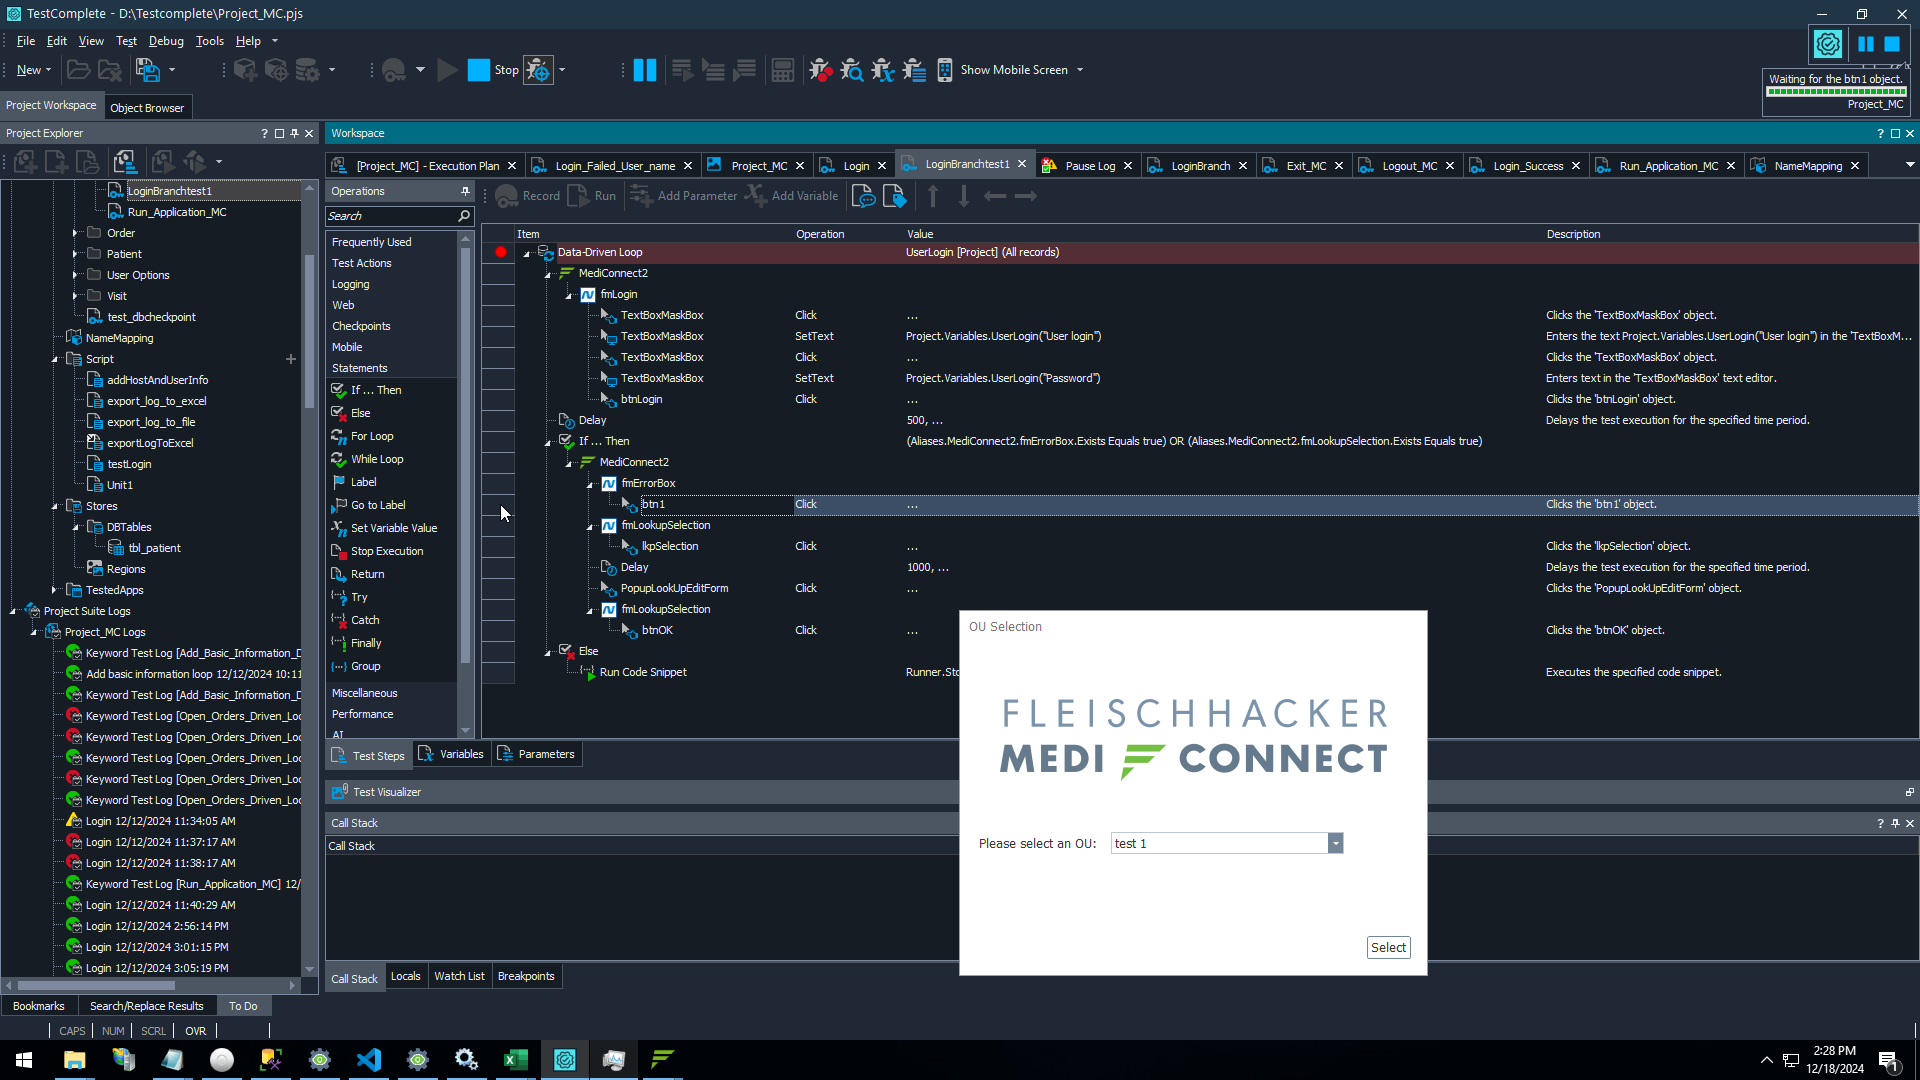 TestComplete - D:\Testcomplete\Project_MC.pjs
File Edit View Test Debug Tools Help
New Stop Show Mobile Screen
Waiting for the btn1 object.
Project_MC
Project Workspace Object Browser
Project Explorer
LoginBranchtest1
Run_Application_MC
Order
Patient
User Options
Visit
test_dbcheckpoint
NameMapping
Script
addHostAndUserInfo
export_log_to_excel
export_log_to_file
exportLogToExcel
testLogin
Unit1
Stores
DBTables
tbl_patient
Regions
TestedApps
Project Suite Logs
Project_MC Logs
Keyword Test Log [Add_Basic_Information_D
Add basic information loop 12/12/2024 10:11
Keyword Test Log [Add_Basic_Information_D
Keyword Test Log [Open_Orders_Driven_Loo
Keyword Test Log [Open_Orders_Driven_Loo
Keyword Test Log [Open_Orders_Driven_Loo
Keyword Test Log [Open_Orders_Driven_Loo
Keyword Test Log [Open_Orders_Driven_Loo
Login 12/12/2024 11:34:05 AM
Login 12/12/2024 11:37:17 AM
Login 12/12/2024 11:38:17 AM
Keyword Test Log [Run_Application_MC] 12/
Login 12/12/2024 11:40:29 AM
Login 12/12/2024 2:56:14 PM
Login 12/12/2024 3:01:15 PM
Login 12/12/2024 3:05:19 PM
Bookmarks Search/Replace Results To Do
CAPS NUM SCRL OVR
Workspace
[Project_MC] - Execution Plan Login_Failed_User_name Project_MC Login LoginBranchtest1 Pause Log LoginBranch Exit_MC Logout_MC Login_Success Run_Application_MC NameMapping
Operations
Search
Frequently Used
Test Actions
Logging
Web
Checkpoints
Mobile
Statements
If ... Then
Else
For Loop
While Loop
Label
Go to Label
Set Variable Value
Stop Execution
Return
Try
Catch
Finally
Group
Miscellaneous
Performance
AI
Record Run Add Parameter Add Variable
Item Operation Value Description
Data-Driven Loop UserLogin [Project] (All records)
MediConnect2
fmLogin
TextBoxMaskBox Click ... Clicks the 'TextBoxMaskBox' object.
TextBoxMaskBox SetText Project.Variables.UserLogin("User login") Enters the text Project.Variables.UserLogin("User login") in the 'TextBoxM...
TextBoxMaskBox Click ... Clicks the 'TextBoxMaskBox' object.
TextBoxMaskBox SetText Project.Variables.UserLogin("Password") Enters text in the 'TextBoxMaskBox' text editor.
btnLogin Click ... Clicks the 'btnLogin' object.
Delay 500, ... Delays the test execution for the specified time period.
If ... Then (Aliases.MediConnect2.fmErrorBox.Exists Equals true) OR (Aliases.MediConnect2.fmLookupSelection.Exists Equals true)
MediConnect2
fmErrorBox
btn1 Click ... Clicks the 'btn1' object.
fmLookupSelection
lkpSelection Click ... Clicks the 'lkpSelection' object.
Delay 1000, ... Delays the test execution for the specified time period.
PopupLookUpEditForm Click ... Clicks the 'PopupLookUpEditForm' object.
fmLookupSelection
btnOK Click ... Clicks the 'btnOK' object.
Else
Run Code Snippet Runner.Sto Executes the specified code snippet.
Test Steps Variables Parameters
Test Visualizer
Call Stack
Call Stack
Call Stack Locals Watch List Breakpoints
OU Selection
FLEISCHHACKER
MEDI CONNECT
Please select an OU: test 1
Select
2:28 PM
12/18/2024
1